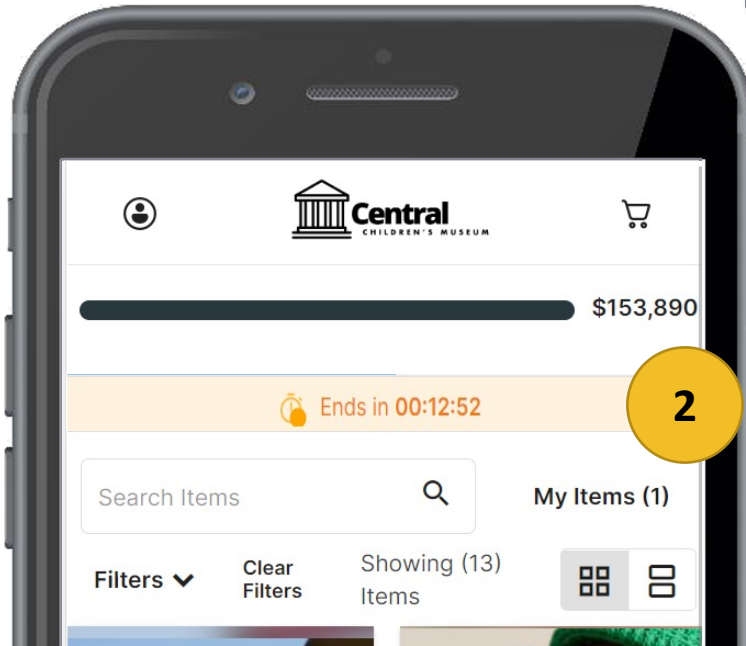 Central
CHILDREN'S MUSEUM
$153,890
Ends in 00:12:52
2
Search Items
My Items (1)
Filters
Clear
Filters
Showing (13)
Items